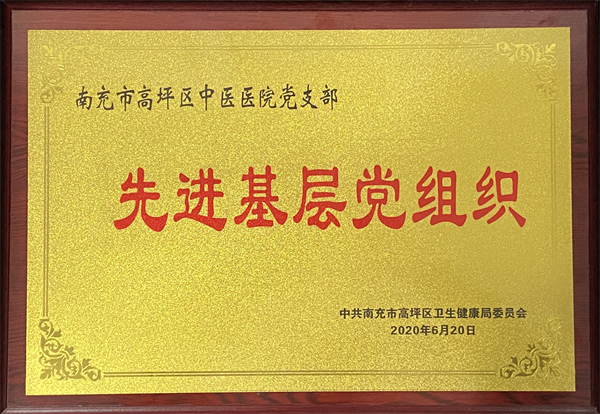 南充市高坪区中医医院党支部
先进基层党组织
中共南充市高坪区卫生健康局委员会
2020年6月20日